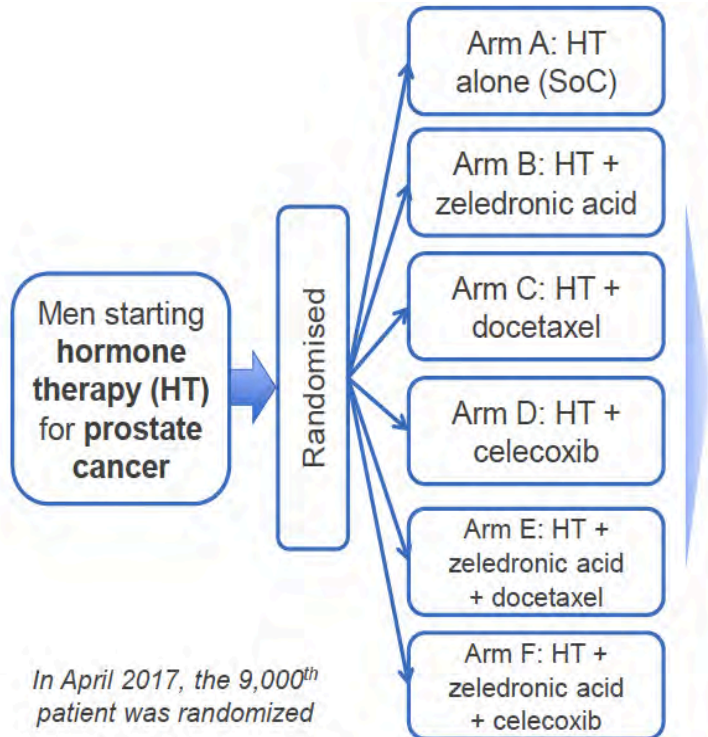 Men starting
hormone
therapy (HT)
for prostate
cancer
Randomised
Arm A: HT
alone (SoC)
Arm B: HT +
zeledronic acid
Arm C: HT +
docetaxel
Arm D: HT +
celecoxib
Arm E: HT +
zeledronic acid
+ docetaxel
Arm F: HT +
zeledronic acid
+ celecoxib
In April 2017, the 9,000th
patient was randomized